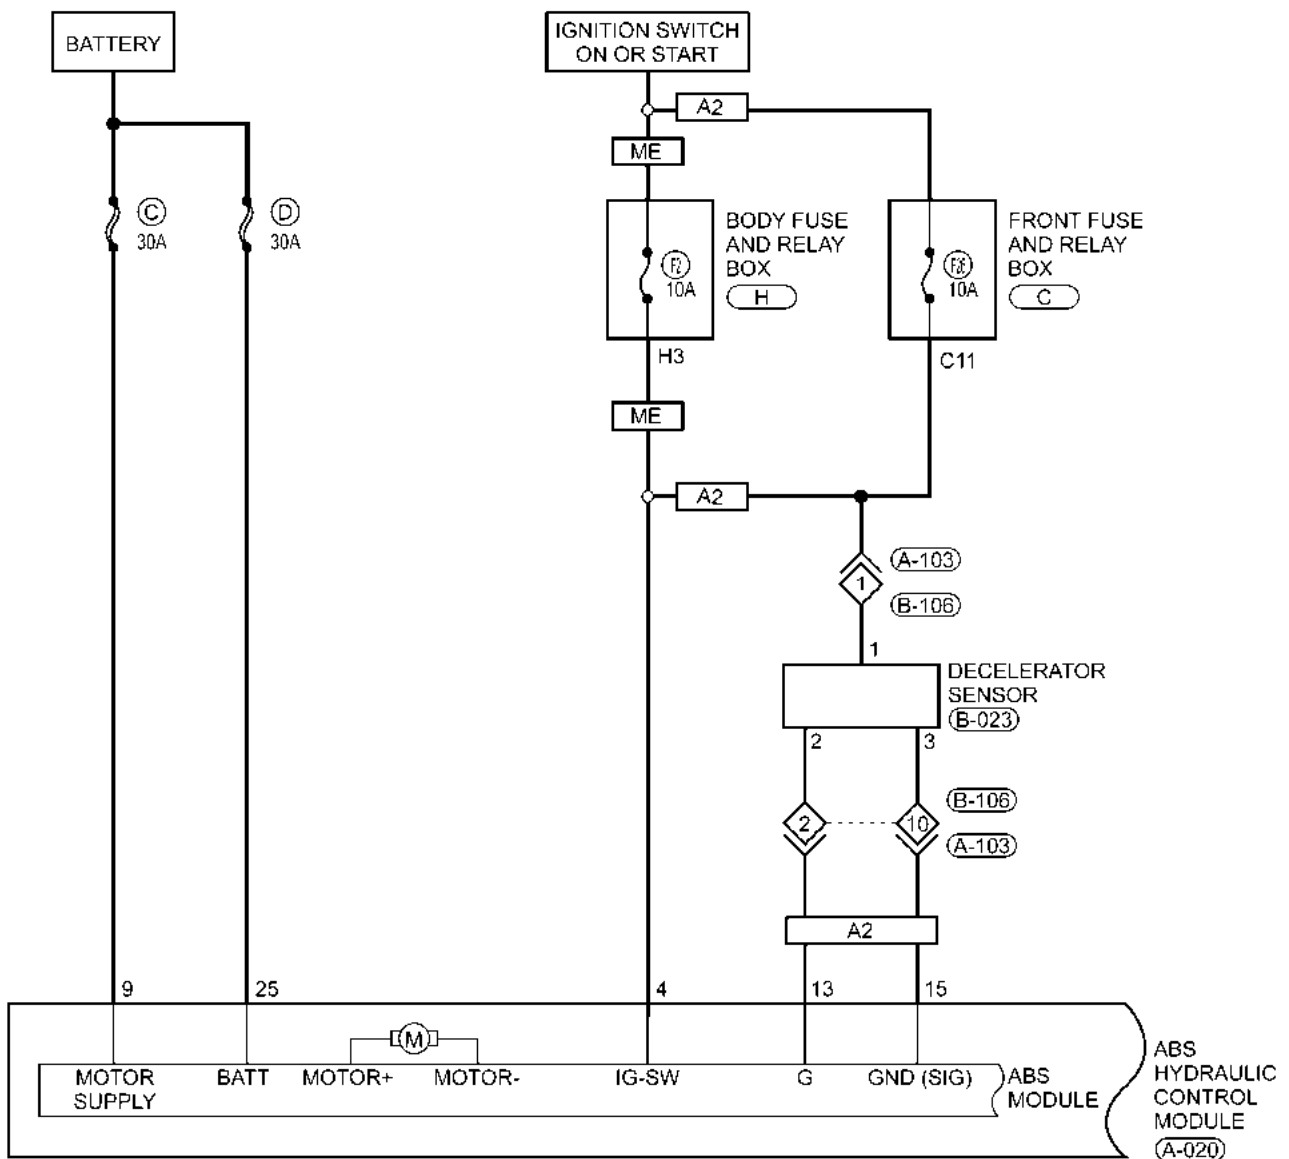 BATTERY
IGNITION SWITCH
ON OR START
A2
ME
C
30A
D
30A
F2
10A
BODY FUSE
AND RELAY
BOX
H
10A
FRONT FUSE
AND RELAY
BOX
C
H3
C11
ME
A2
A-103
1
B-106
1
DECELERATOR
SENSOR
B-023
2
3
2
10
B-106
A-103
A2
9
25
4
13
15
M
MOTOR
SUPPLY
BATT
MOTOR+
MOTOR-
IG-SW
G
GND (SIG)
ABS
MODULE
ABS
HYDRAULIC
CONTROL
MODULE
A-020